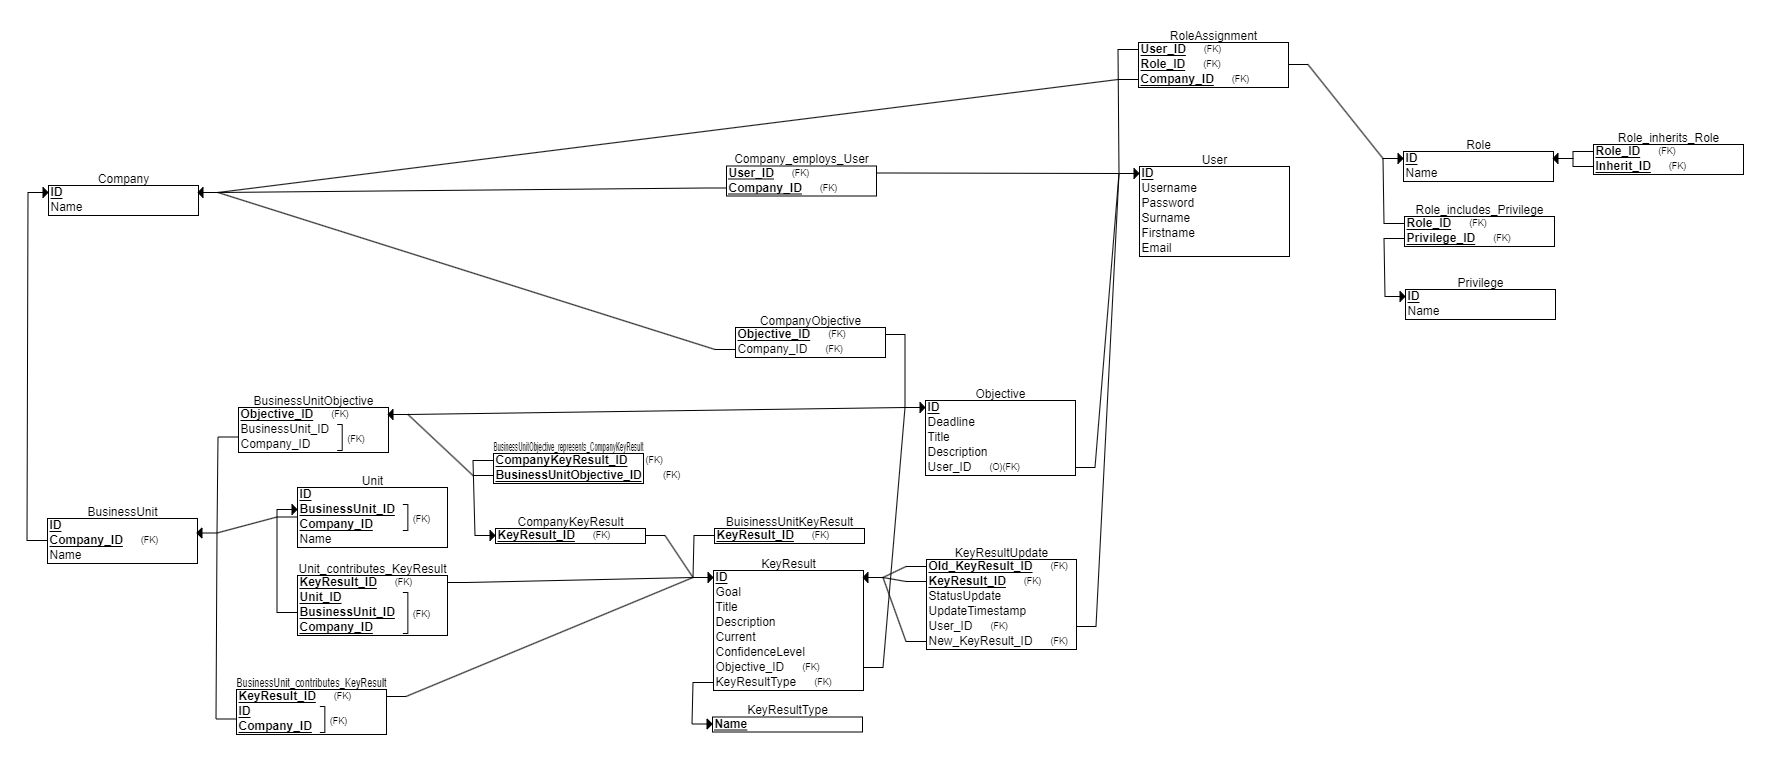 RoleAssignment
User_ID (FK)
Role_ID (FK)
Company_ID (FK)
Company_employs_User
User_ID (FK)
Company_ID (FK)
User
ID
Username
Password
Surname
Firstname
Email
Role
ID
Name
Role_inherits_Role
Role_ID (FK)
Inherit_ID (FK)
Company
ID
Name
Role_includes_Privilege
Role_ID (FK)
Privilege_ID (FK)
Privilege
ID
Name
CompanyObjective
Objective_ID (FK)
Company_ID (FK)
BusinessUnitObjective
Objective_ID (FK)
BusinessUnit_ID
Company_ID
(FK)
Objective
ID
Deadline
Title
Description
User_ID (O)(FK)
BusinessUnitObjective_represents_CompanyKeyResult
CompanyKeyResult_ID (FK)
BusinessUnitObjective_ID (FK)
Unit
ID
BusinessUnit_ID
Company_ID
(FK)
Name
BusinessUnit
ID
Company_ID (FK)
Name
CompanyKeyResult
KeyResult_ID (FK)
BuisinessUnitKeyResult
KeyResult_ID (FK)
Unit_contributes_KeyResult
KeyResult_ID (FK)
Unit_ID
BusinessUnit_ID
Company_ID
(FK)
KeyResult
ID
Goal
Title
Description
Current
ConfidenceLevel
Objective_ID (FK)
KeyResultType (FK)
KeyResultUpdate
Old_KeyResult_ID (FK)
KeyResult_ID (FK)
StatusUpdate
UpdateTimestamp
User_ID (FK)
New_KeyResult_ID (FK)
BusinessUnit_contributes_KeyResult
KeyResult_ID (FK)
ID
Company_ID
(FK)
KeyResultType
Name